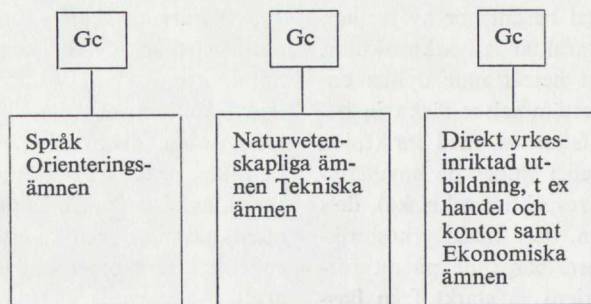 Gc
Gc
Gc
Språk
Orienterings-
ämnen
Naturveten-
skapliga äm-
nen Tekniska
ämnen
Direkt yrkes-
inriktad ut-
bildning, t ex
handel och
kontor samt
Ekonomiska
ämnen